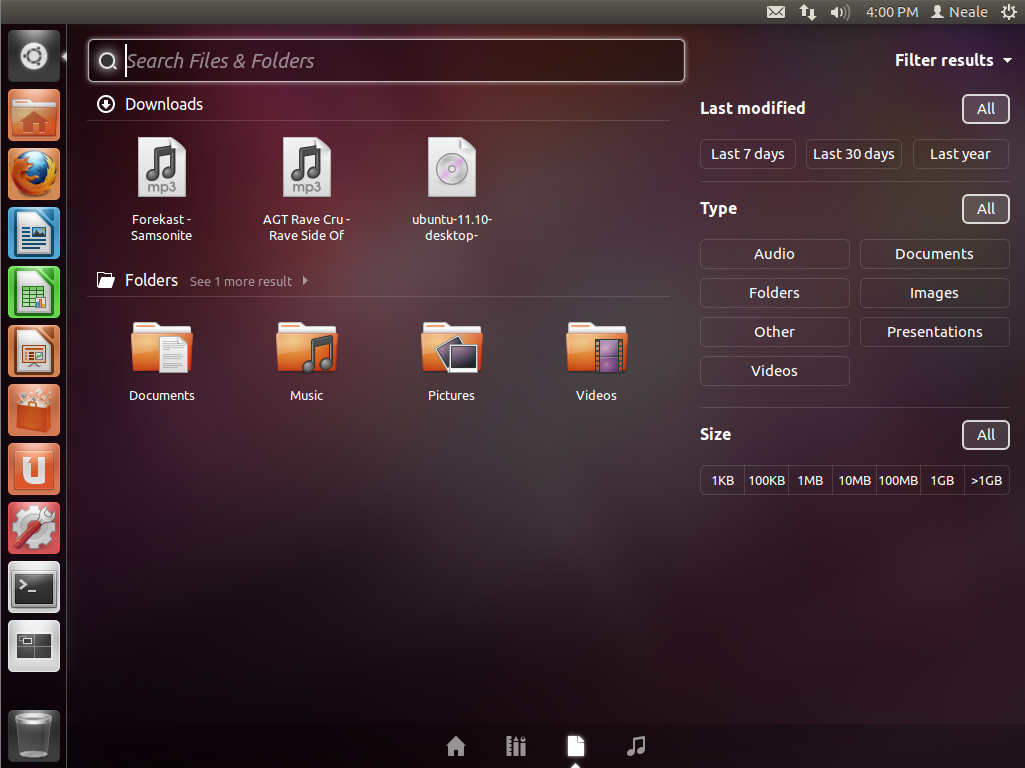 4:00 PM Neale
Search Files & Folders
Filter results
Downloads
mp3
mp3
Forekast -
Samsonite
AGT Rave Cru -
Rave Side Of
ubuntu-11.10-
desktop-
Folders See 1 more result
Documents
Music
Pictures
Videos
Last modified All
Last 7 days Last 30 days Last year
Type All
Audio Documents
Folders Images
Other Presentations
Videos
Size All
1KB 100KB 1MB 10MB 100MB 1GB >1GB
U
>_